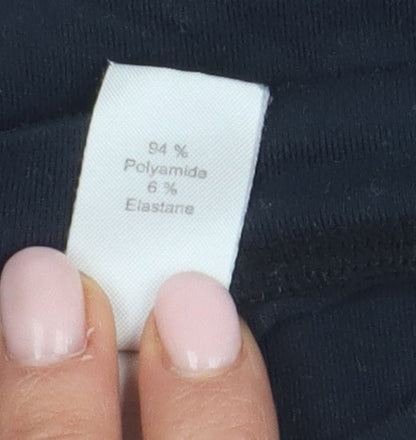 94 %
Polyamide
6 %
Elastane